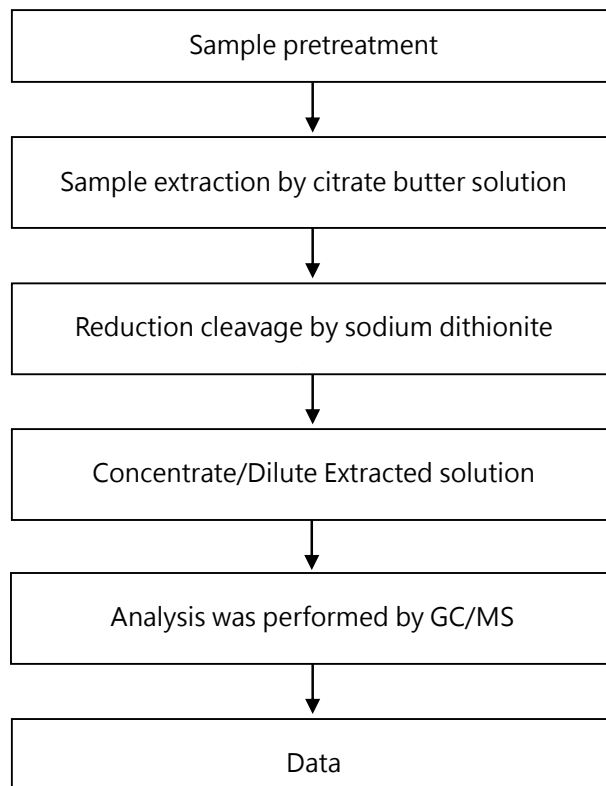 Sample pretreatment
Sample extraction by citrate butter solution
Reduction cleavage by sodium dithionite
Concentrate/Dilute Extracted solution
Analysis was performed by GC/MS
Data